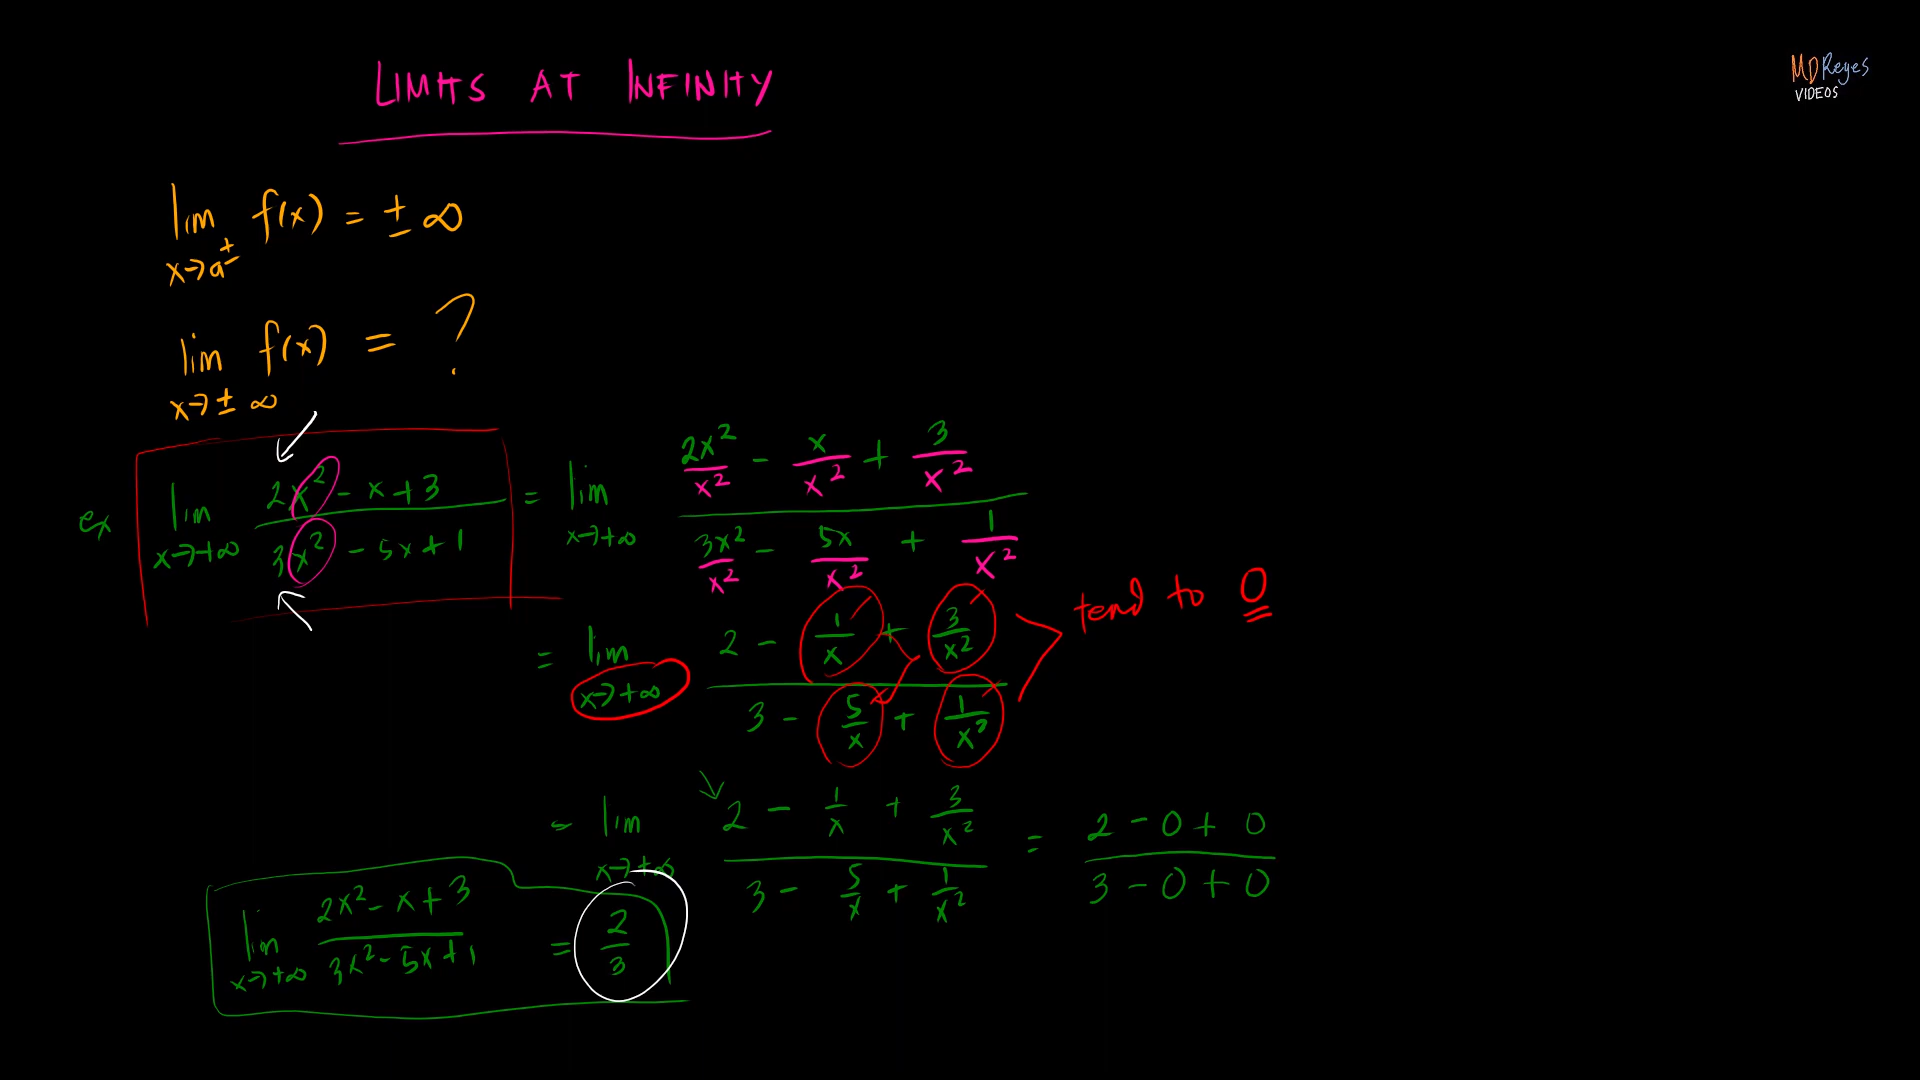 LIMITS AT INFINITY
MDReyes
VIDEOS
lim f(x) = ± ∞
x→a±
lim f(x) = ?
x→± ∞
ex lim (2x² - x + 3)/(3x² - 5x + 1) = lim (2x²/x² - x/x² + 3/x²)/(3x²/x² - 5x/x² + 1/x²)
x→+∞ x→+∞
= lim (2 - 1/x + 3/x²)/(3 - 5/x + 1/x²) tend to 0
x→+∞
= lim (2 - 1/x + 3/x²)/(3 - 5/x + 1/x²) = (2 - 0 + 0)/(3 - 0 + 0)
x→+∞
lim (2x² - x + 3)/(3x² - 5x + 1) = 2/3
x→+∞